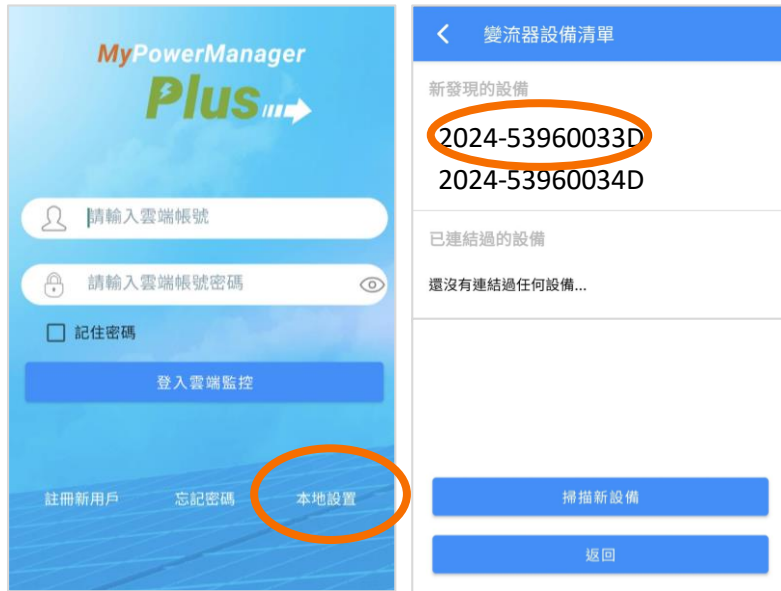 MyPowerManager
Plus
請輸入雲端帳號
請輸入雲端帳號密碼
記住密碼
登入雲端監控
註冊新用戶 忘記密碼 本地設置
變流器設備清單
新發現的設備
2024-53960033D
2024-53960034D
已連結過的設備
還沒有連結過任何設備...
掃描新設備
返回